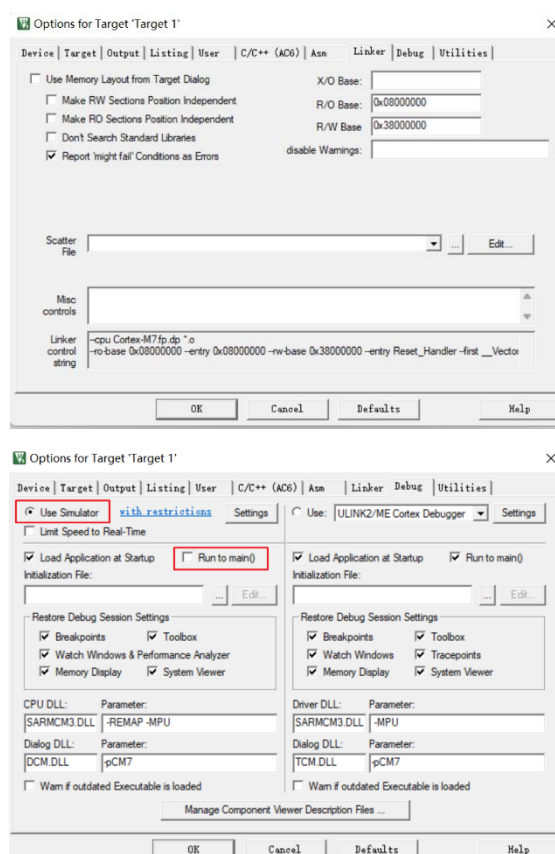 Options for Target 'Target 1'
Device Target Output Listing User C/C++ (AC6) Asm Linker Debug Utilities
Use Memory Layout from Target Dialog
X/O Base:
Make RW Sections Position Independent
R/O Base: 0x08000000
Make RO Sections Position Independent
R/W Base 0x38000000
Don't Search Standard Libraries
disable Warnings:
Report 'might fail' Conditions as Errors
Scatter File
... Edit...
Misc controls
Linker control string
--cpu Cortex-M7.fp.dp *.o
--ro-base 0x08000000 --entry 0x08000000 --rw-base 0x38000000 --entry Reset_Handler --first __Vector
OK Cancel Defaults Help
Options for Target 'Target 1'
Device Target Output Listing User C/C++ (AC6) Asm Linker Debug Utilities
Use Simulator with restrictions Settings
Use: ULINK2/ME Cortex Debugger Settings
Limit Speed to Real-Time
Load Application at Startup Run to main()
Load Application at Startup Run to main()
Initialization File:
Initialization File:
... Edit...
... Edit...
Restore Debug Session Settings
Restore Debug Session Settings
Breakpoints Toolbox
Breakpoints Toolbox
Watch Windows & Performance Analyzer
Watch Windows Tracepoints
Memory Display System Viewer
Memory Display System Viewer
CPU DLL: Parameter:
Driver DLL: Parameter:
SARMCM3.DLL -REMAP -MPU
SARMCM3.DLL -MPU
Dialog DLL: Parameter:
Dialog DLL: Parameter:
DCM.DLL -pCM7
TCM.DLL -pCM7
Warn if outdated Executable is loaded
Warn if outdated Executable is loaded
Manage Component Viewer Description Files ...
OK Cancel Defaults Help